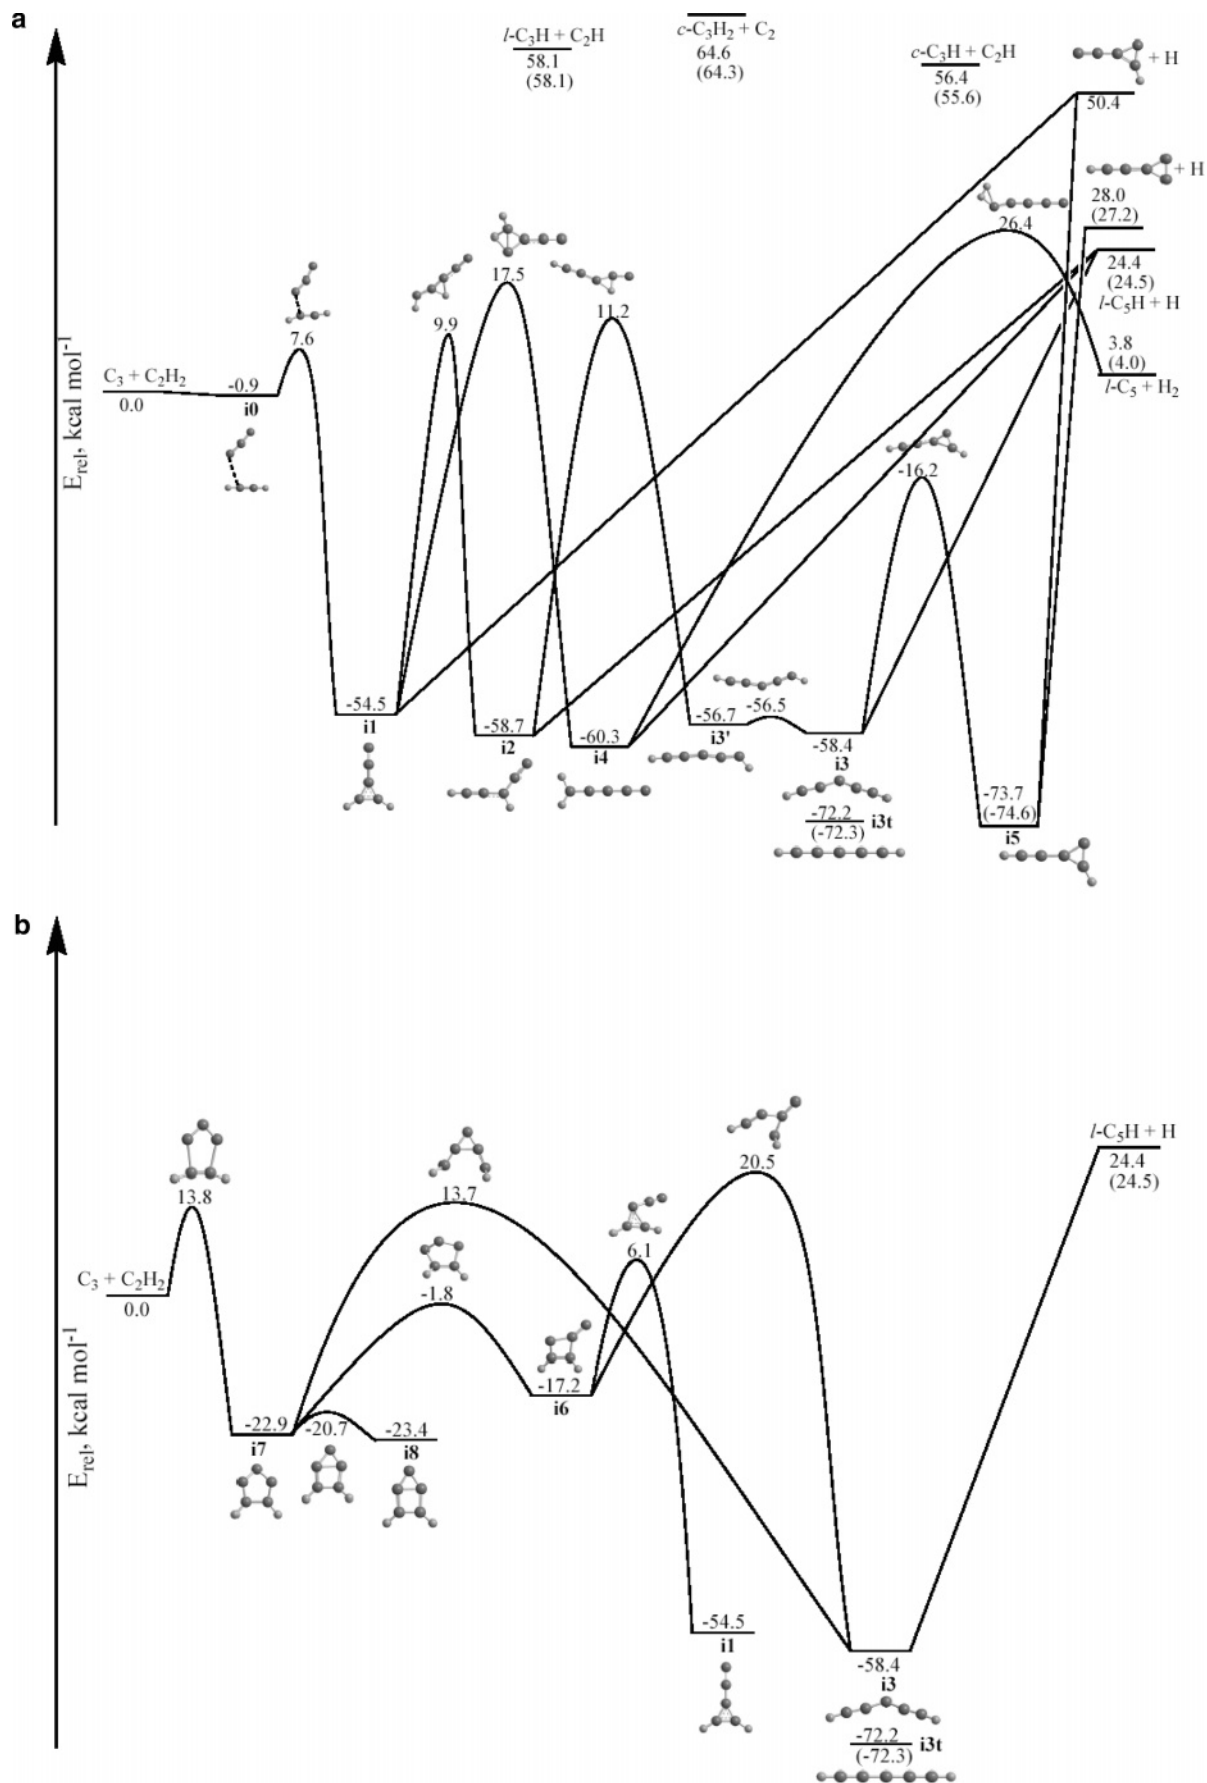 a
l-C3H + C2H
58.1
(58.1)
c-C3H2 + C2
64.6
(64.3)
c-C3H + C2H
56.4
(55.6)
+ H
50.4
+ H
28.0
(27.2)
24.4
(24.5)
l-C5H + H
3.8
(4.0)
l-C5 + H2
26.4
17.5
11.2
9.9
7.6
Erel, kcal mol-1
C3 + C2H2
0.0
-0.9
i0
-16.2
-54.5
i1
-58.7
i2
-60.3
i4
-56.7
i3'
-56.5
-58.4
i3
-72.2
(-72.3)
i3t
-73.7
(-74.6)
i5
b
Erel, kcal mol-1
C3 + C2H2
0.0
13.8
13.7
-1.8
20.5
6.1
l-C5H + H
24.4
(24.5)
-17.2
i6
-22.9
i7
-20.7
-23.4
i8
-54.5
i1
-58.4
i3
-72.2
(-72.3)
i3t